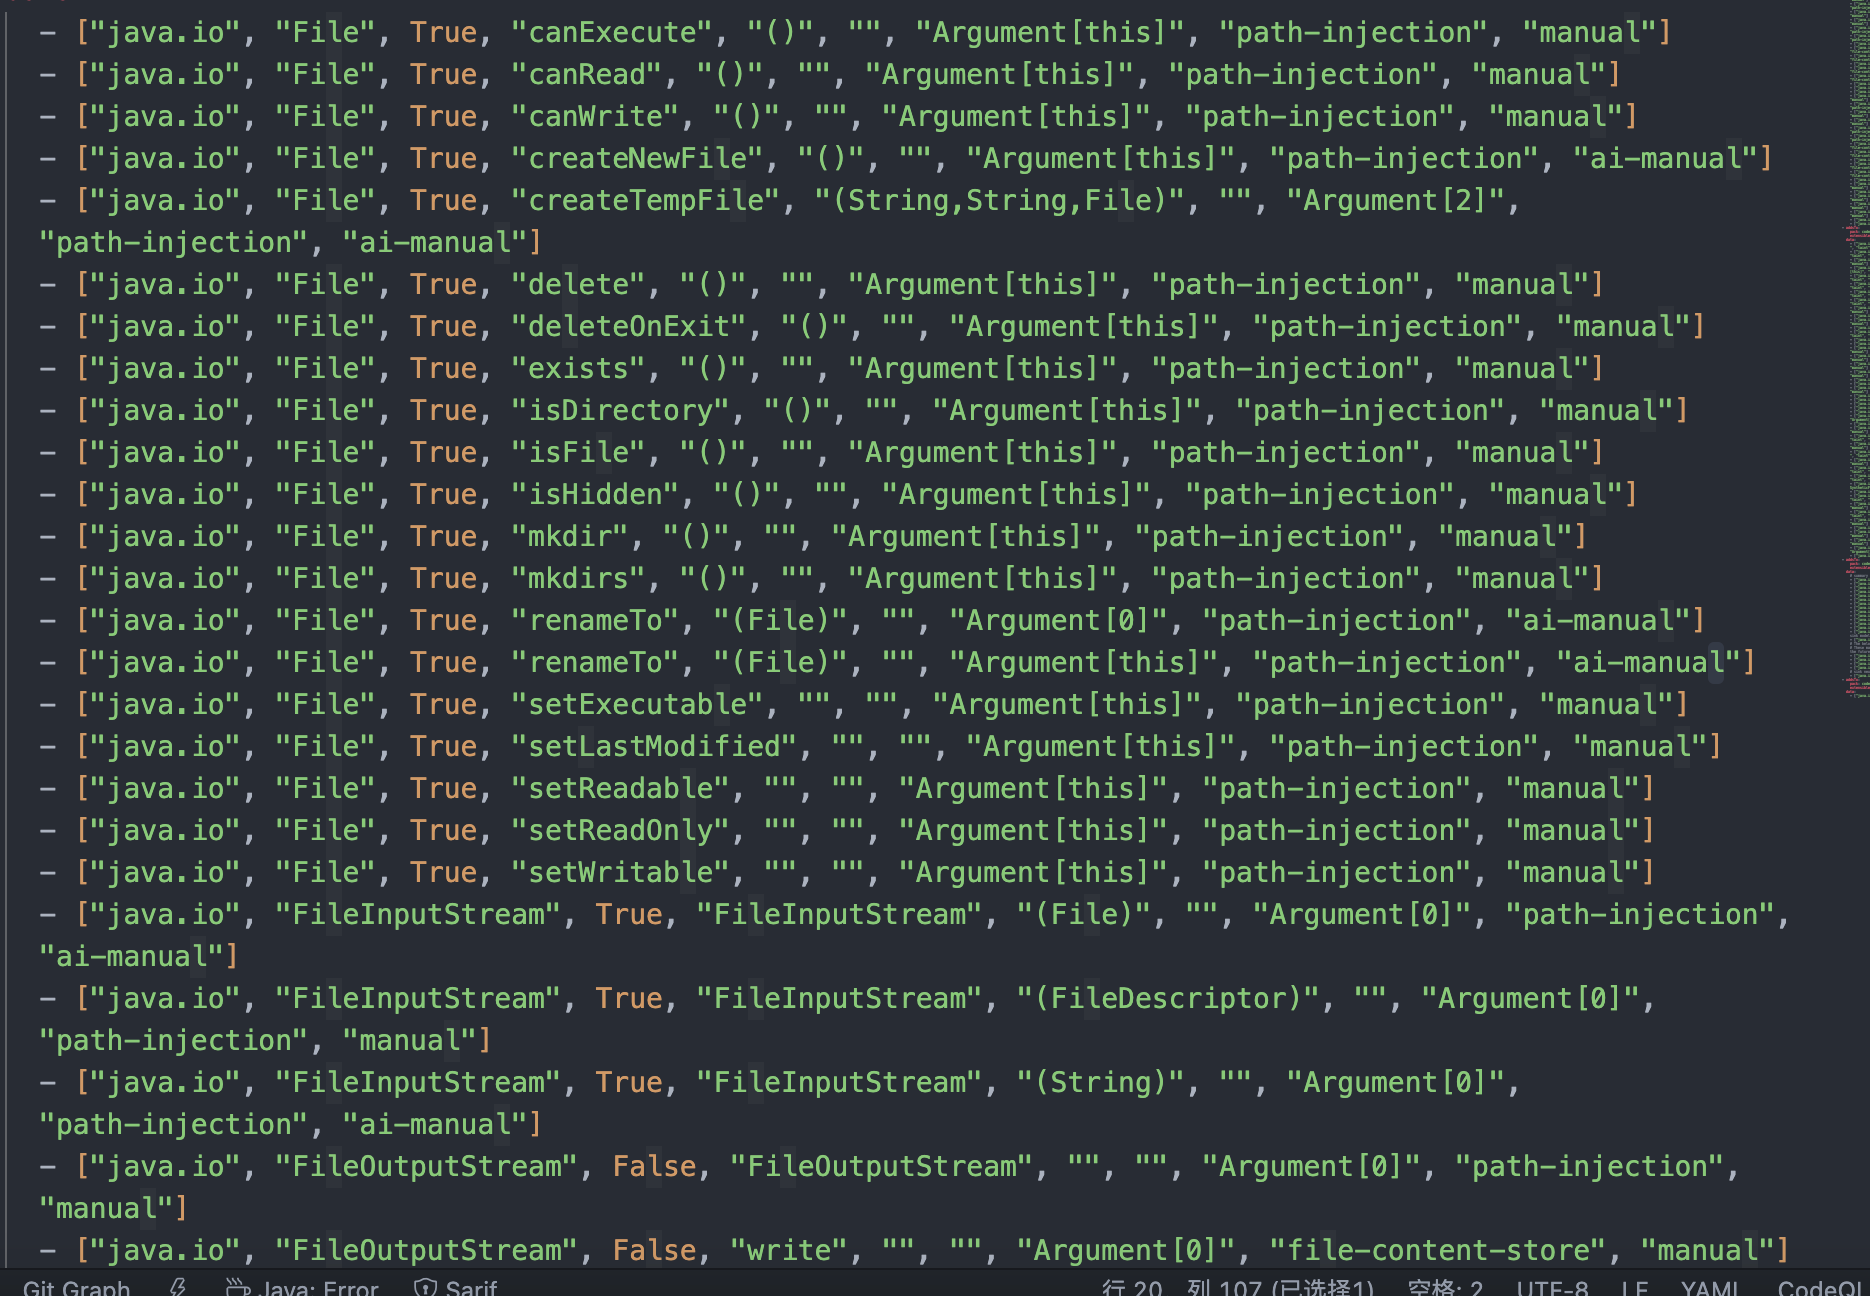 - ["java.io", "File", True, "canExecute", "()", "", "Argument[this]", "path-injection", "manual"]
- ["java.io", "File", True, "canRead", "()", "", "Argument[this]", "path-injection", "manual"]
- ["java.io", "File", True, "canWrite", "()", "", "Argument[this]", "path-injection", "manual"]
- ["java.io", "File", True, "createNewFile", "()", "", "Argument[this]", "path-injection", "ai-manual"]
- ["java.io", "File", True, "createTempFile", "(String,String,File)", "", "Argument[2]",
"path-injection", "ai-manual"]
- ["java.io", "File", True, "delete", "()", "", "Argument[this]", "path-injection", "manual"]
- ["java.io", "File", True, "deleteOnExit", "()", "", "Argument[this]", "path-injection", "manual"]
- ["java.io", "File", True, "exists", "()", "", "Argument[this]", "path-injection", "manual"]
- ["java.io", "File", True, "isDirectory", "()", "", "Argument[this]", "path-injection", "manual"]
- ["java.io", "File", True, "isFile", "()", "", "Argument[this]", "path-injection", "manual"]
- ["java.io", "File", True, "isHidden", "()", "", "Argument[this]", "path-injection", "manual"]
- ["java.io", "File", True, "mkdir", "()", "", "Argument[this]", "path-injection", "manual"]
- ["java.io", "File", True, "mkdirs", "()", "", "Argument[this]", "path-injection", "manual"]
- ["java.io", "File", True, "renameTo", "(File)", "", "Argument[0]", "path-injection", "ai-manual"]
- ["java.io", "File", True, "renameTo", "(File)", "", "Argument[this]", "path-injection", "ai-manual"]
- ["java.io", "File", True, "setExecutable", "", "", "Argument[this]", "path-injection", "manual"]
- ["java.io", "File", True, "setLastModified", "", "", "Argument[this]", "path-injection", "manual"]
- ["java.io", "File", True, "setReadable", "", "", "Argument[this]", "path-injection", "manual"]
- ["java.io", "File", True, "setReadOnly", "", "", "Argument[this]", "path-injection", "manual"]
- ["java.io", "File", True, "setWritable", "", "", "Argument[this]", "path-injection", "manual"]
- ["java.io", "FileInputStream", True, "FileInputStream", "(File)", "", "Argument[0]", "path-injection",
"ai-manual"]
- ["java.io", "FileInputStream", True, "FileInputStream", "(FileDescriptor)", "", "Argument[0]",
"path-injection", "manual"]
- ["java.io", "FileInputStream", True, "FileInputStream", "(String)", "", "Argument[0]",
"path-injection", "ai-manual"]
- ["java.io", "FileOutputStream", False, "FileOutputStream", "", "", "Argument[0]", "path-injection",
"manual"]
- ["java.io", "FileOutputStream", False, "write", "", "", "Argument[0]", "file-content-store", "manual"]
Git Graph Java: Error Sarif 行 20, 列 107 (已选择1) 空格: 2 UTF-8 LF YAML CodeQL